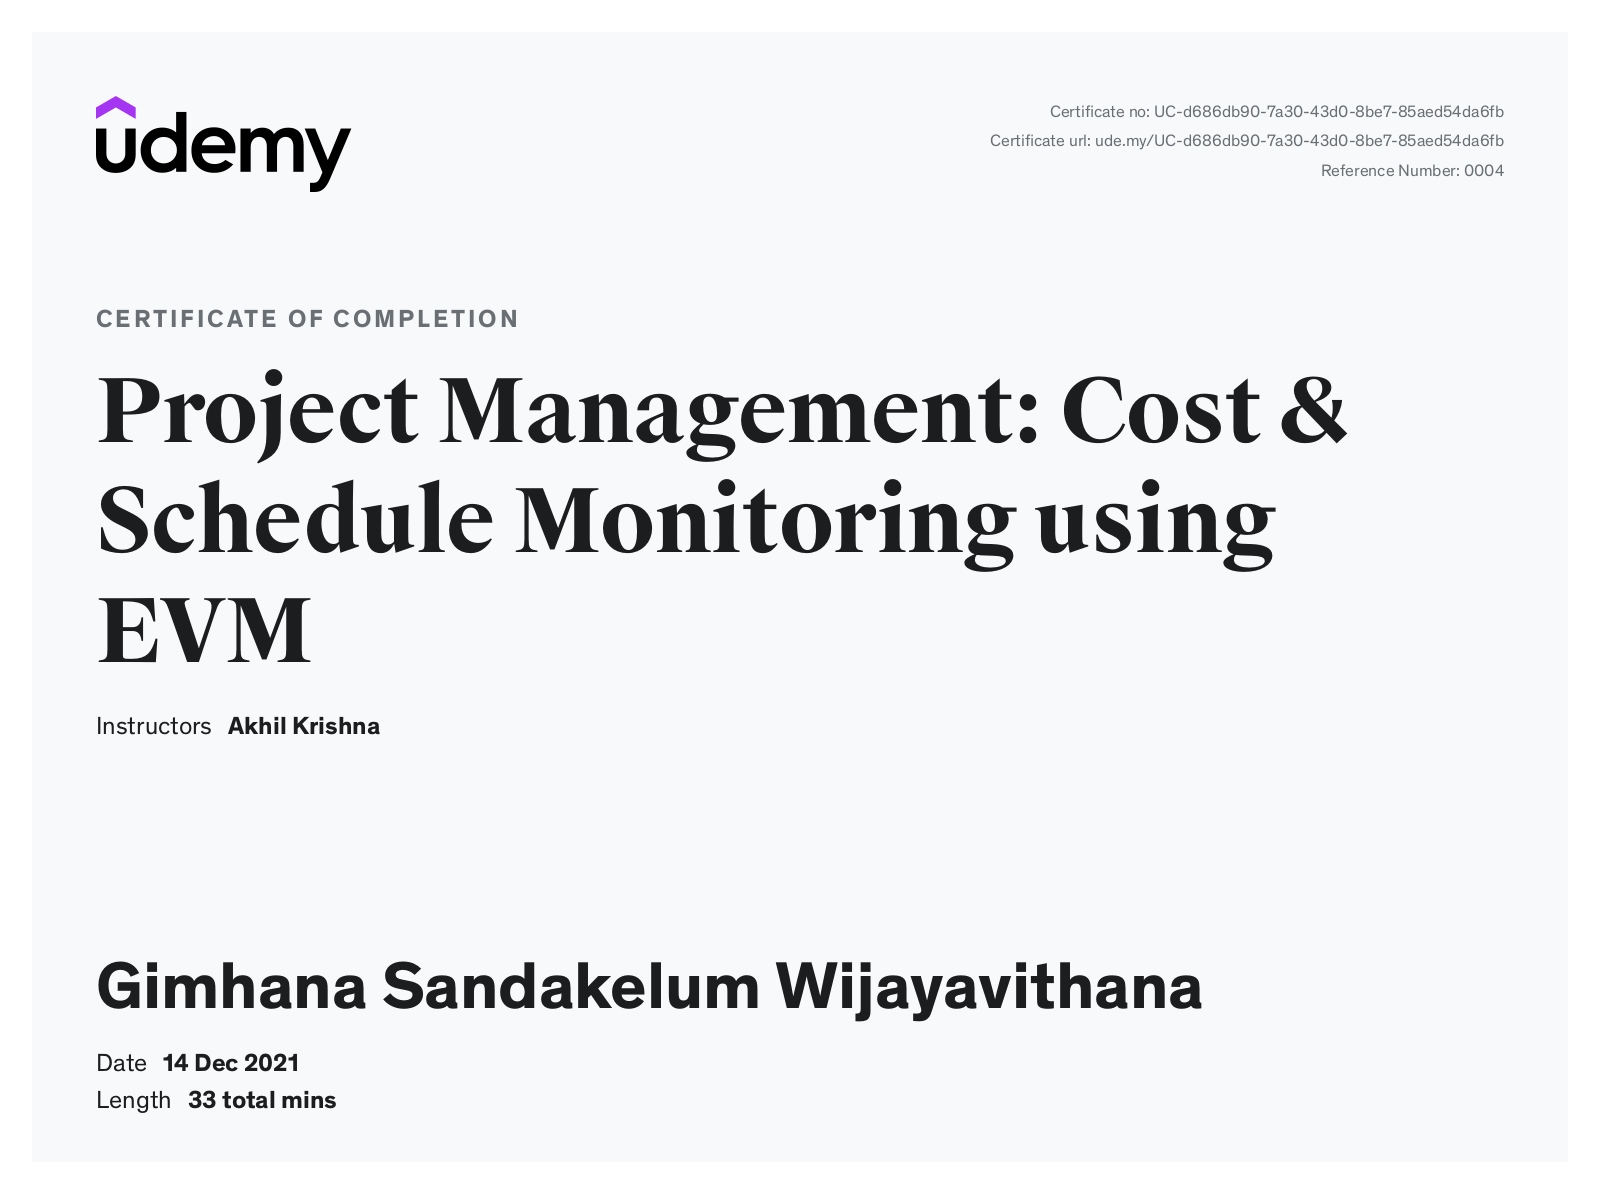 udemy
Certificate no: UC-d686db90-7a30-43d0-8be7-85aed54da6fb
Certificate url: ude.my/UC-d686db90-7a30-43d0-8be7-85aed54da6fb
Reference Number: 0004
CERTIFICATE OF COMPLETION
Project Management: Cost &
Schedule Monitoring using
EVM
Instructors Akhil Krishna
Gimhana Sandakelum Wijayavithana
Date 14 Dec 2021
Length 33 total mins